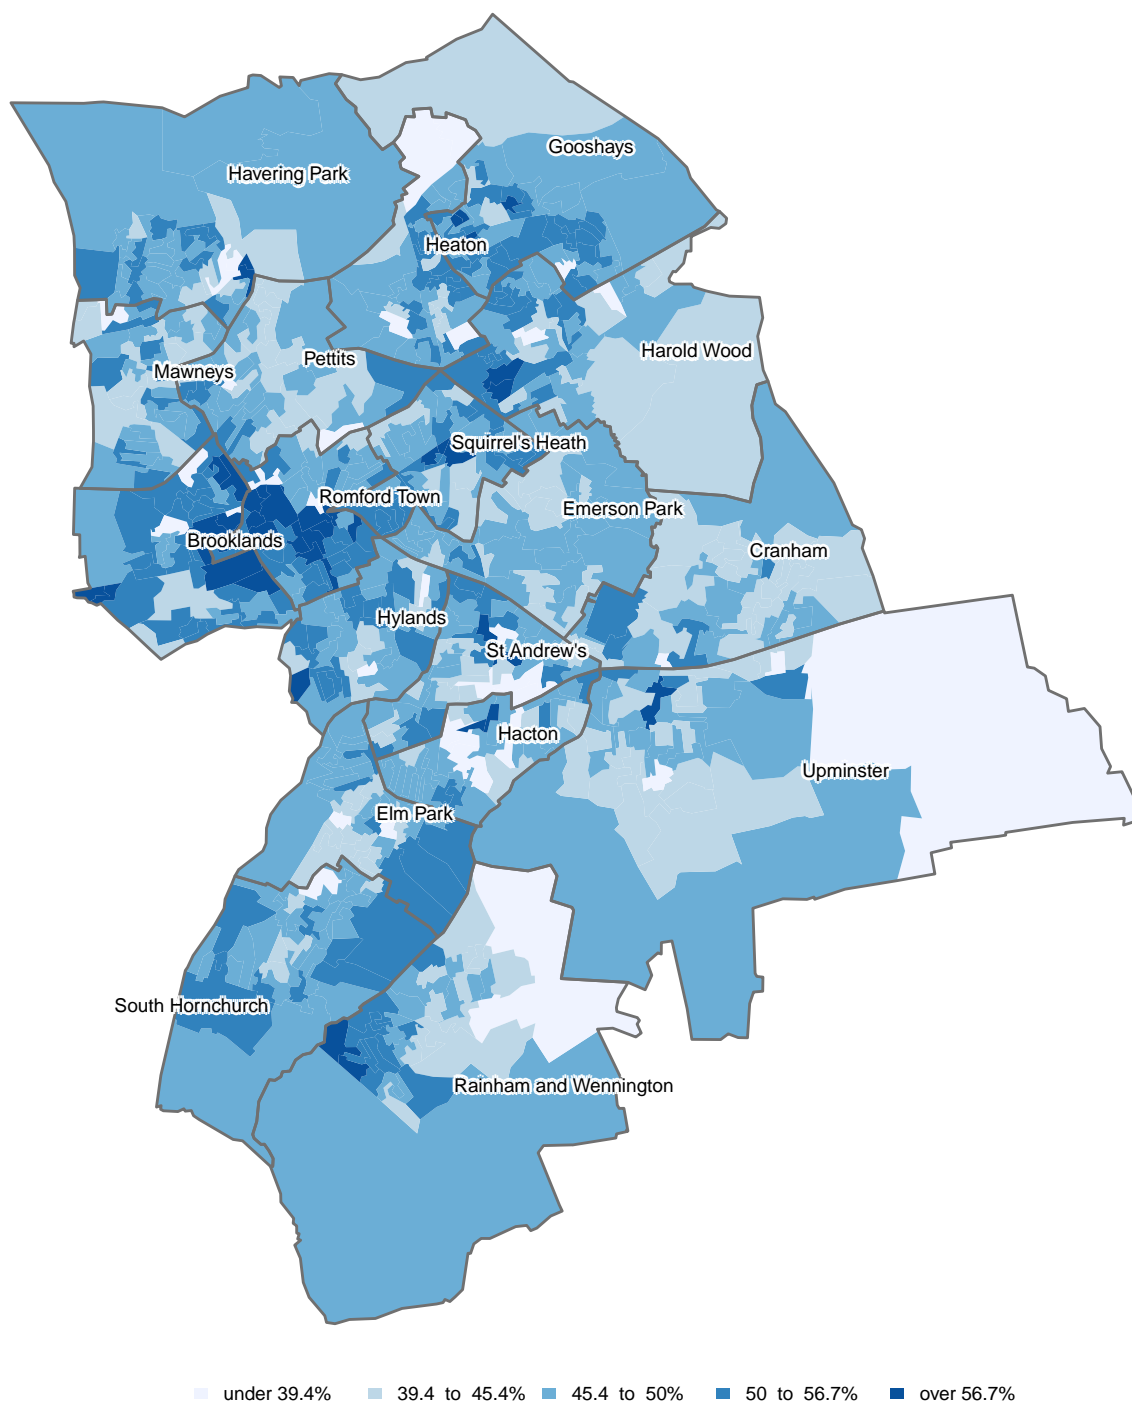 Gooshays
Havering Park
Heaton
Harold Wood
Pettits
Mawneys
Squirrel's Heath
Romford Town
Emerson Park
Brooklands
Cranham
Hylands
St Andrew's
Hacton
Upminster
Elm Park
South Hornchurch
Rainham and Wennington
under 39.4% 39.4 to 45.4% 45.4 to 50% 50 to 56.7% over 56.7%